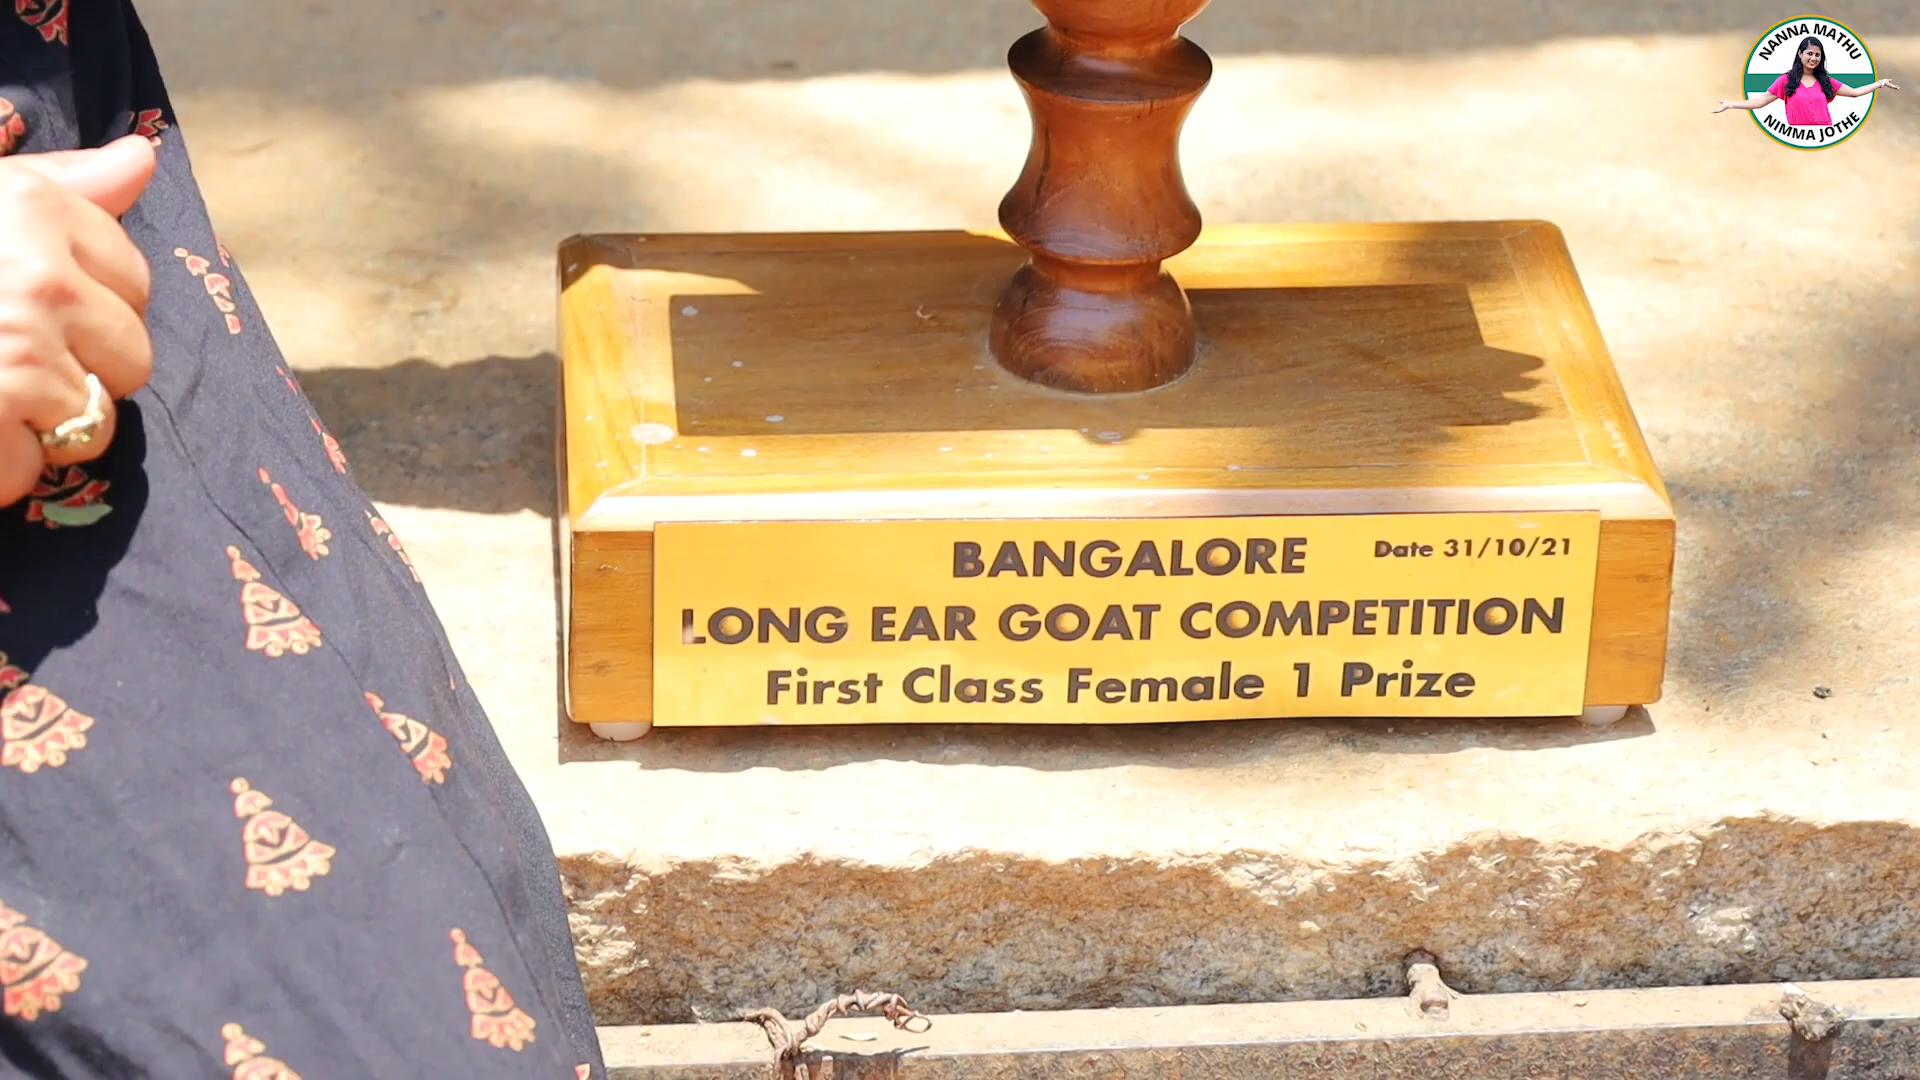 NANNA MATHU
NIMMA JOTHE
BANGALORE
Date 31/10/21
LONG EAR GOAT COMPETITION
First Class Female 1 Prize